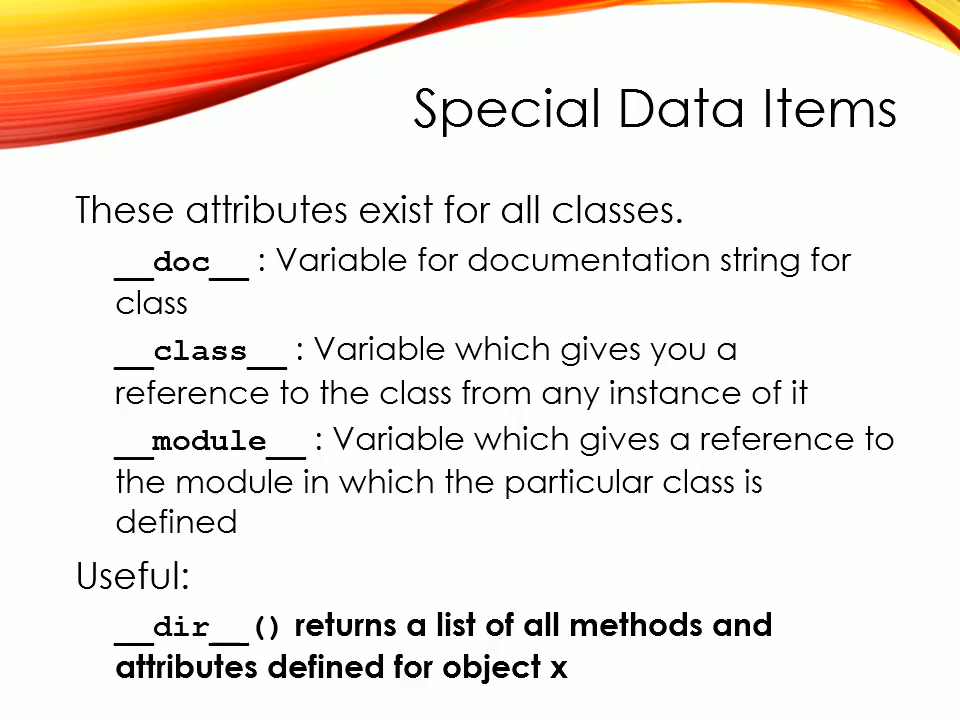 Special Data Items
These attributes exist for all classes.
__doc__ : Variable for documentation string for
class
__class__ : Variable which gives you a
reference to the class from any instance of it
__module__ : Variable which gives a reference to
the module in which the particular class is
defined
Useful:
__dir__() returns a list of all methods and
attributes defined for object x